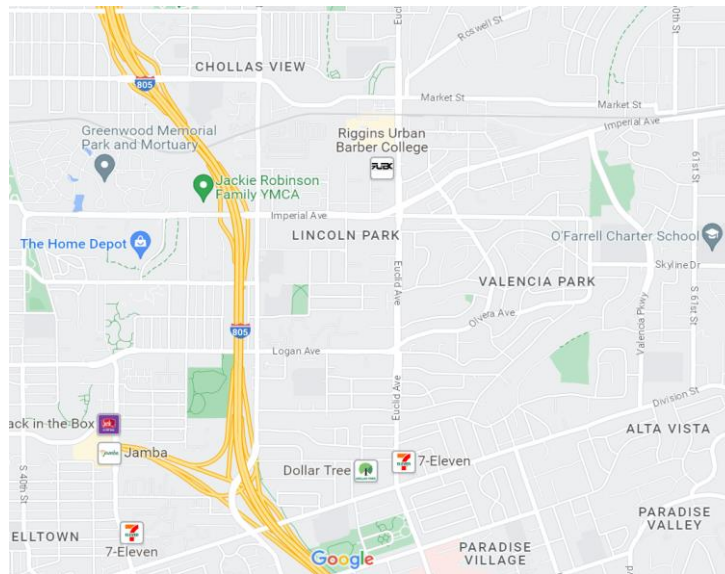 Eucl
Roswell St
60th St
CHOLLAS VIEW
805
Market St
Market St
Imperial Ave
Greenwood Memorial
Park and Mortuary
Riggins Urban
Barber College
61st St
Jackie Robinson
Family YMCA
Imperial Ave
LINCOLN PARK
The Home Depot
O'Farrell Charter School
Skyline Dr
Euclid Ave
VALENCIA PARK
S 61st St
Olvera Ave
Valencia Pkwy
805
Logan Ave
Euclid Ave
Division St
ack in the Box
ALTA VISTA
Jamba
S 40th St
Dollar Tree
7-Eleven
PARADISE
VALLEY
ELLTOWN
7-Eleven
Google
PARADISE
VILLAGE